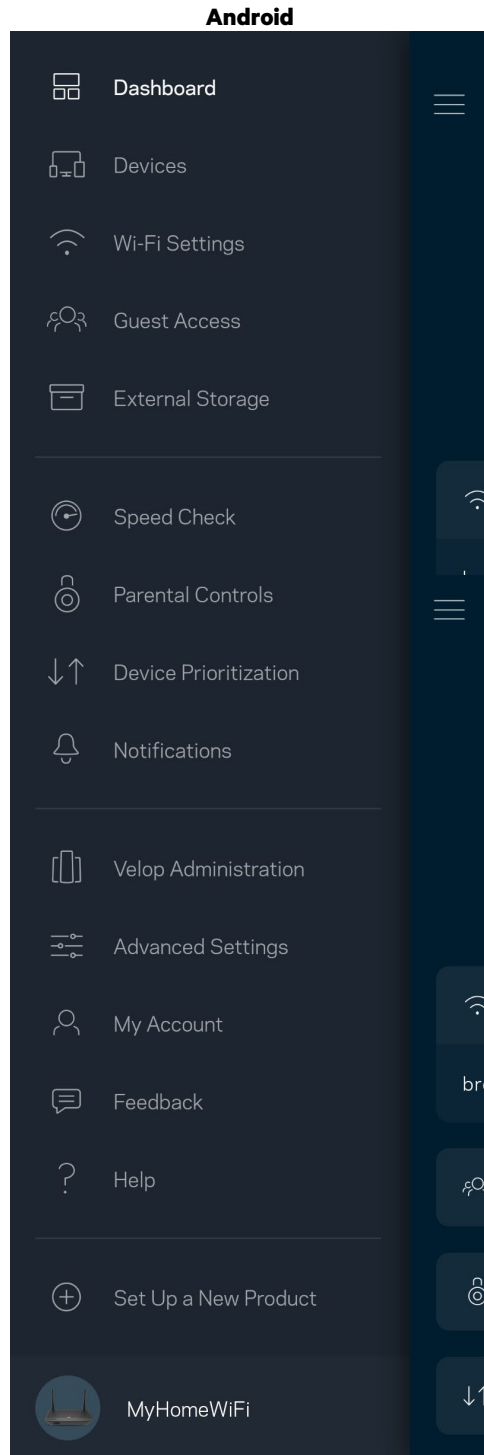 Android
Dashboard
Devices
Wi-Fi Settings
Guest Access
External Storage
Speed Check
Parental Controls
Device Prioritization
Notifications
Velop Administration
Advanced Settings
My Account
Feedback
Help
Set Up a New Product
MyHomeWiFi